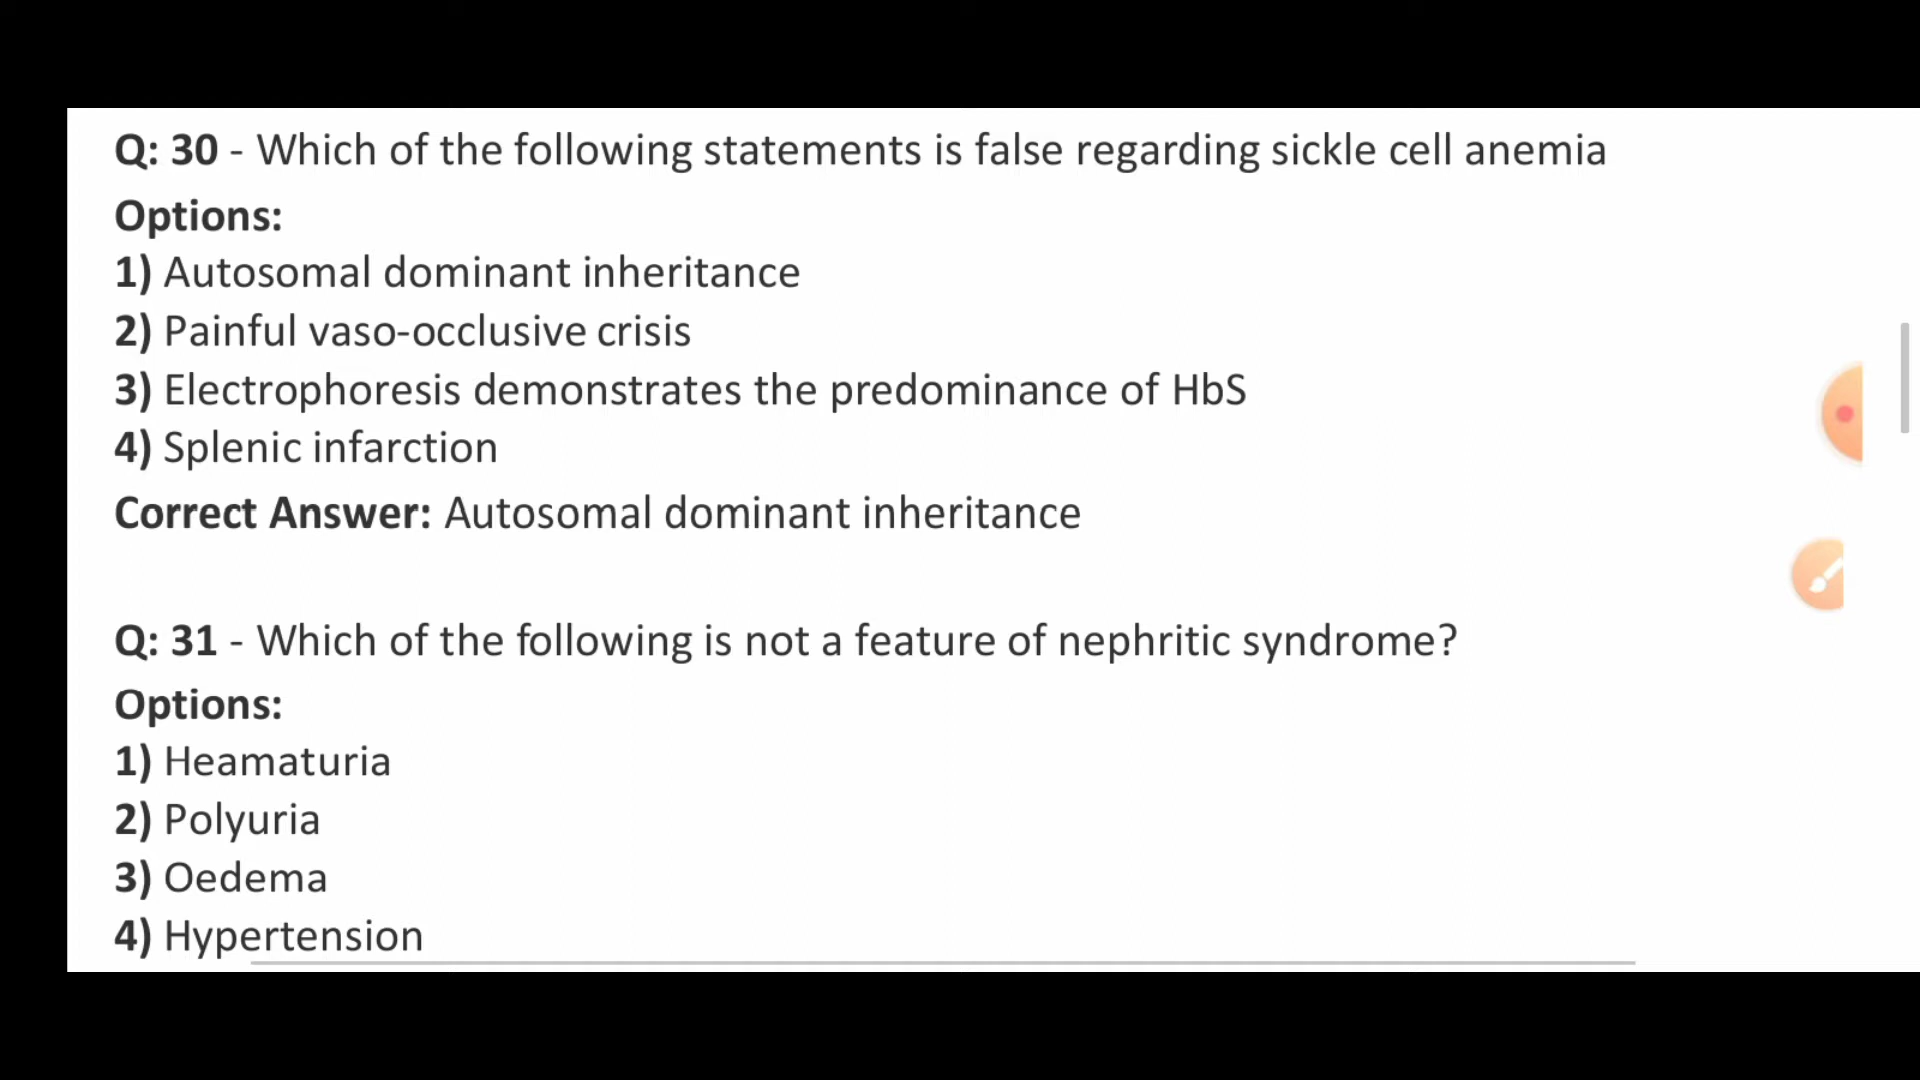 Q: 30 - Which of the following statements is false regarding sickle cell anemia
Options:
1) Autosomal dominant inheritance
2) Painful vaso-occlusive crisis
3) Electrophoresis demonstrates the predominance of HbS
4) Splenic infarction
Correct Answer: Autosomal dominant inheritance
Q: 31 - Which of the following is not a feature of nephritic syndrome?
Options:
1) Heamaturia
2) Polyuria
3) Oedema
4) Hypertension